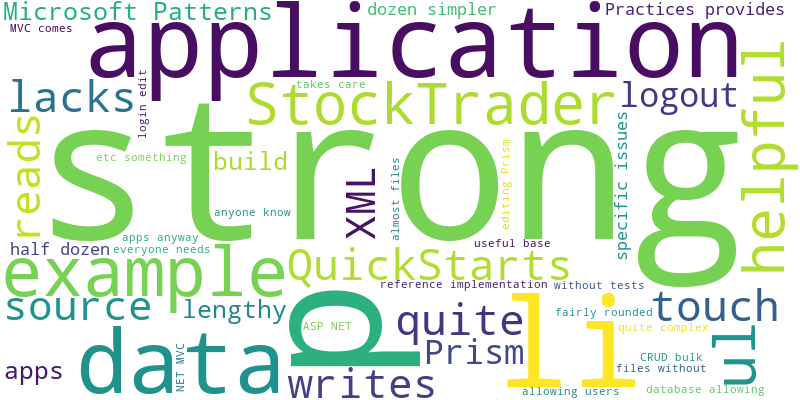 Microsoft Patterns
dozen simpler
Practices provides
MVC comes
application
lacks
login edit
takes care
StockTrader
logout
helpful
reads
strong
etc something
build
XML
almost files
editing Prism
specific issues
anyone know
apps anyway
half dozen
everyone needs
useful base
example
QuickStarts
reference implementation
without tests
source
lengthy
p
ASP NET
quite
li
fairly rounded
touch
quite complex
ul
data
NET MVC
Prism
CRUD bulk
files without
apps
writes
allowing users
database allowing